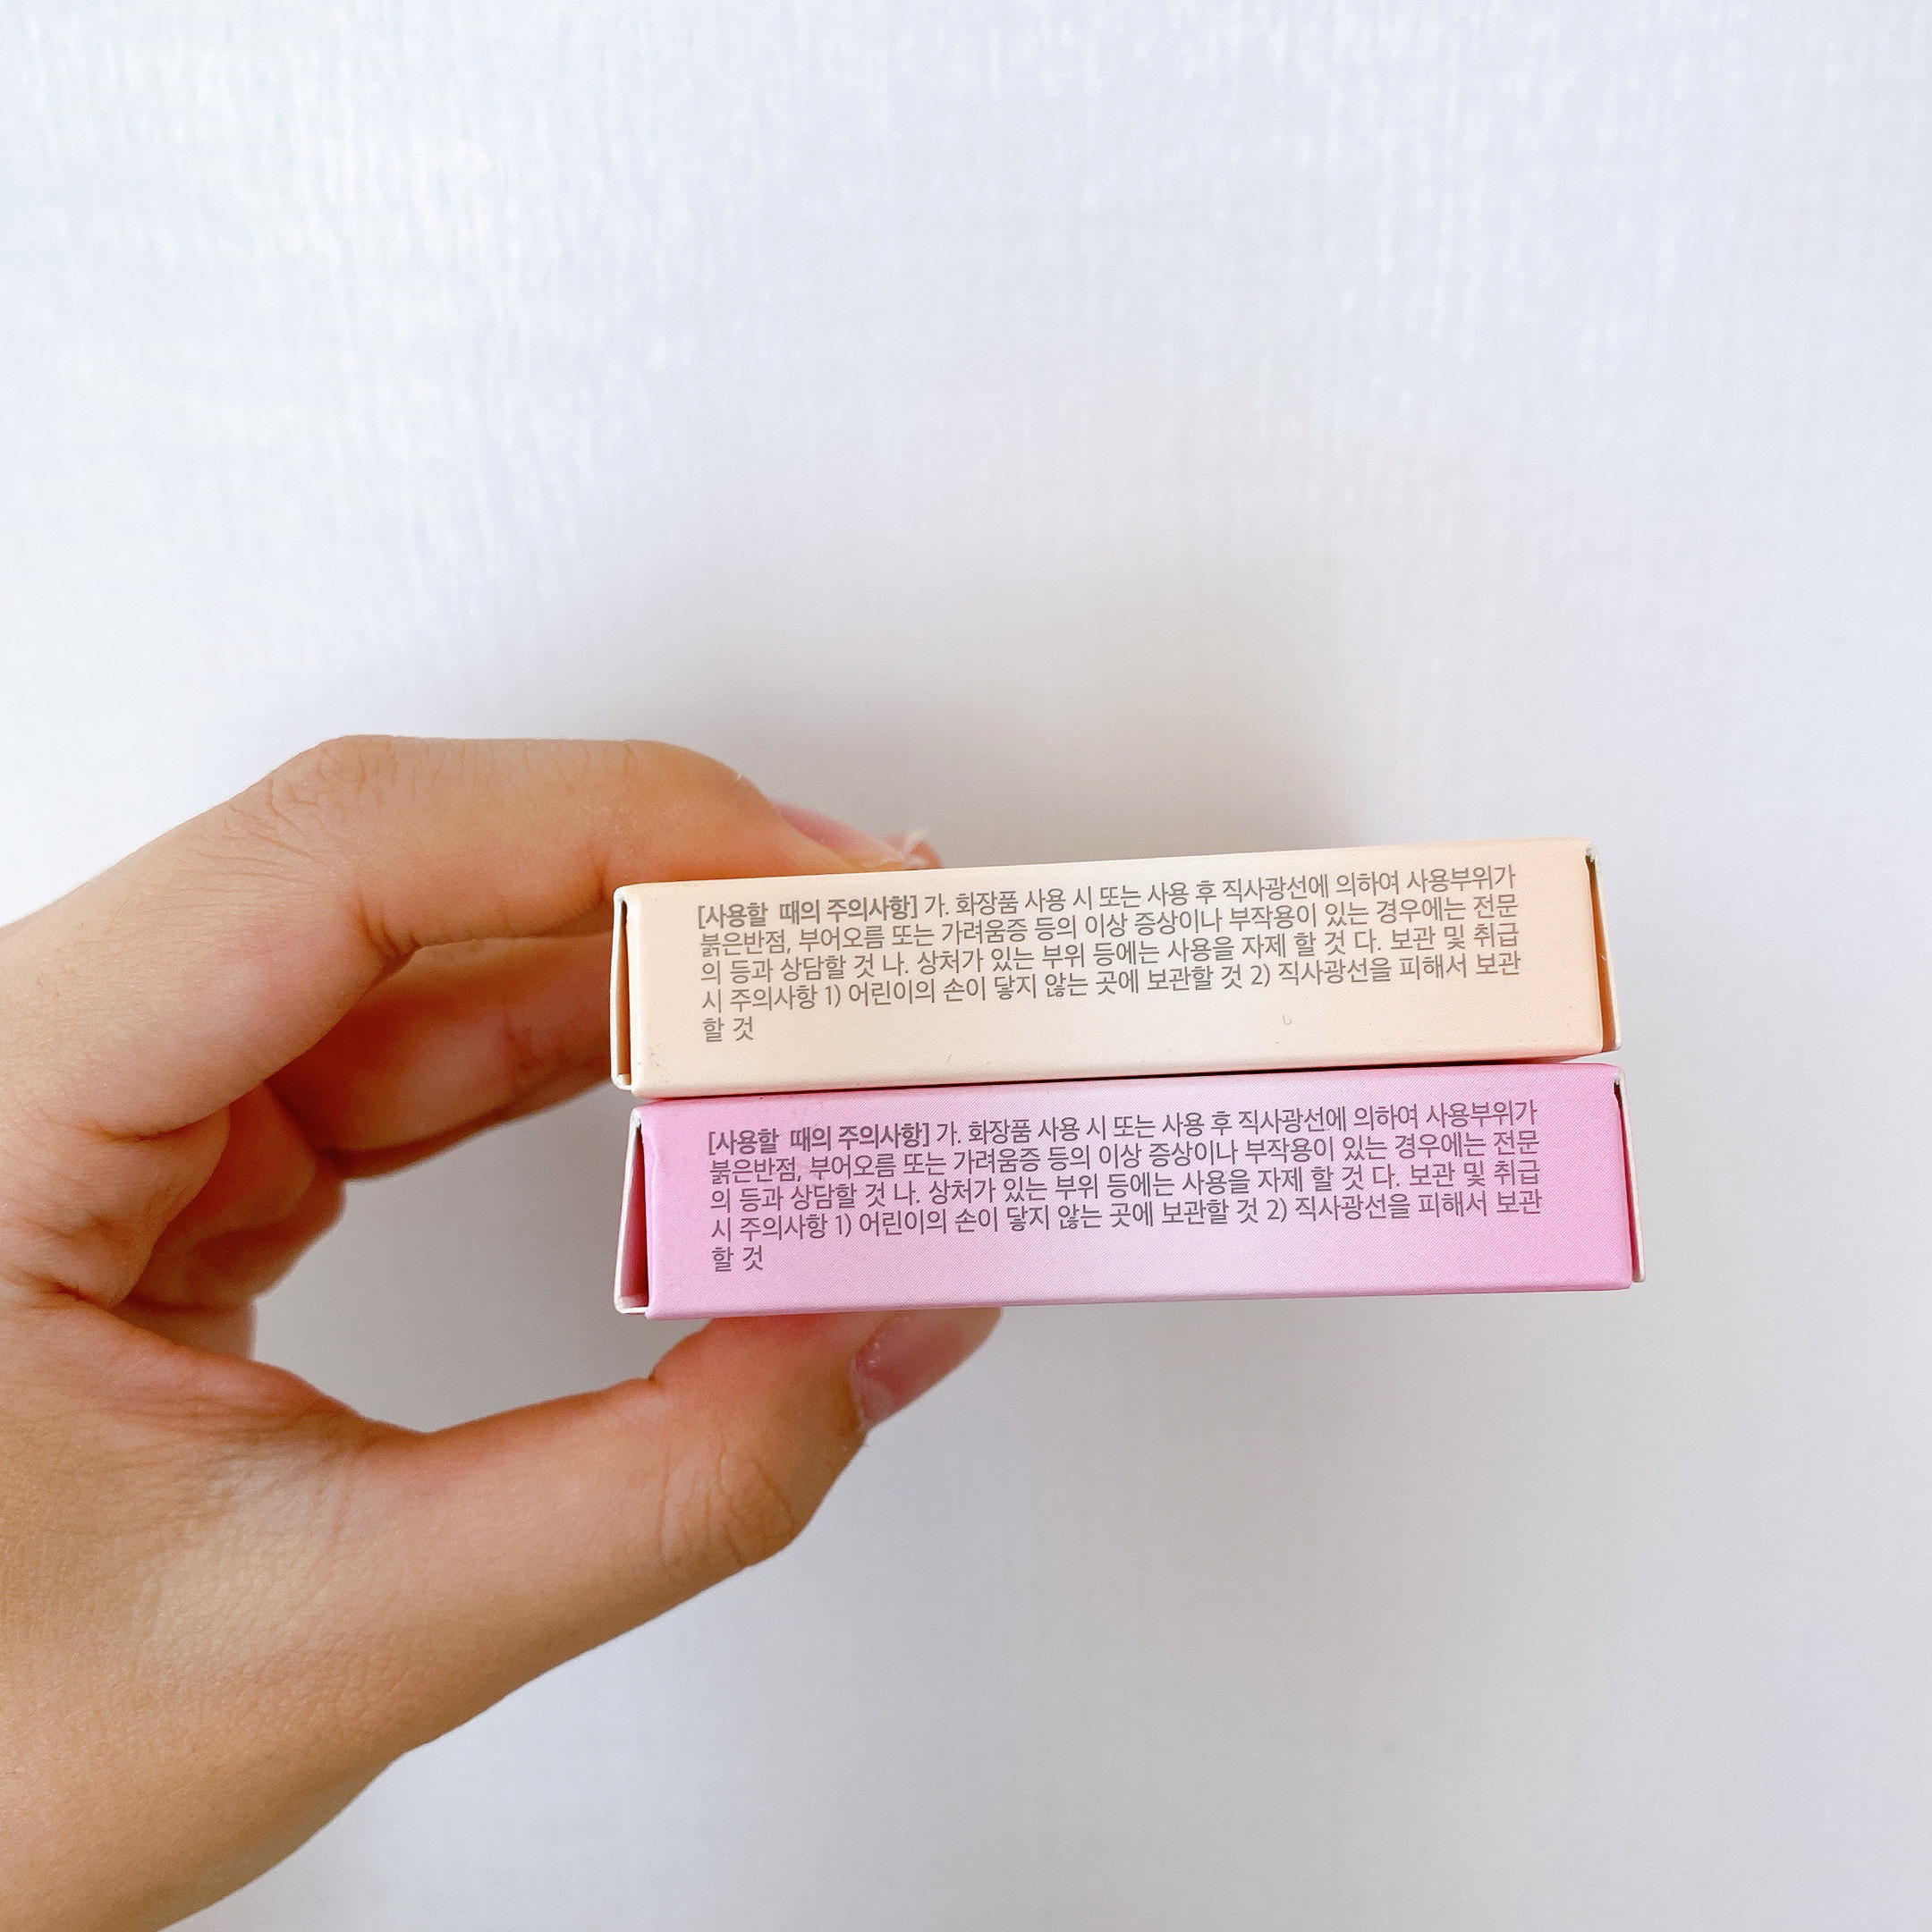 [사용할 때의 주의사항] 가. 화장품 사용 시 또는 사용 후 직사광선에 의하여 사용부위가
붉은반점, 부어오름 또는 가려움증 등의 이상 증상이나 부작용이 있는 경우에는 전문
의 등과 상담할 것 나. 상처가 있는 부위 등에는 사용을 자제 할 것 다. 보관 및 취급
시 주의사항 1) 어린이의 손이 닿지 않는 곳에 보관할 것 2) 직사광선을 피해서 보관
할 것
[사용할 때의 주의사항] 가. 화장품 사용 시 또는 사용 후 직사광선에 의하여 사용부위가
붉은반점, 부어오름 또는 가려움증 등의 이상 증상이나 부작용이 있는 경우에는 전문
의 등과 상담할 것 나. 상처가 있는 부위 등에는 사용을 자제 할 것 다. 보관 및 취급
시 주의사항 1) 어린이의 손이 닿지 않는 곳에 보관할 것 2) 직사광선을 피해서 보관
할 것